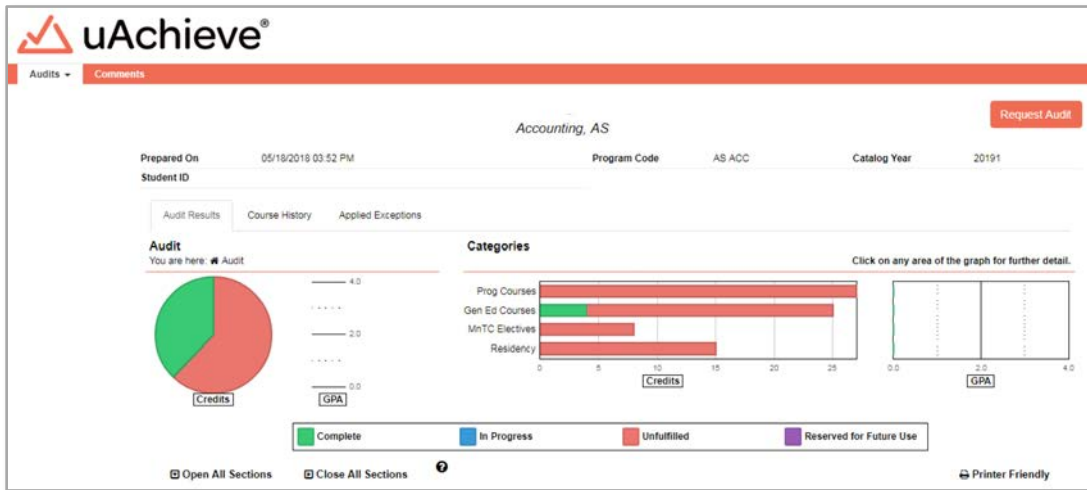 uAchieve®
Audits Comments
Request Audit
Accounting, AS
Prepared On 05/18/2018 03:52 PM Program Code AS ACC Catalog Year 20191
Student ID
Audit Results Course History Applied Exceptions
Audit Categories
You are here: Audit Click on any area of the graph for further detail.
4.0
2.0
0.0
Credits GPA
Prog Courses
Gen Ed Courses
MnTC Electives
Residency
0 5 10 15 20 25
Credits
0.0 2.0 4.0
GPA
Complete In Progress Unfulfilled Reserved for Future Use
Open All Sections Close All Sections ? Printer Friendly